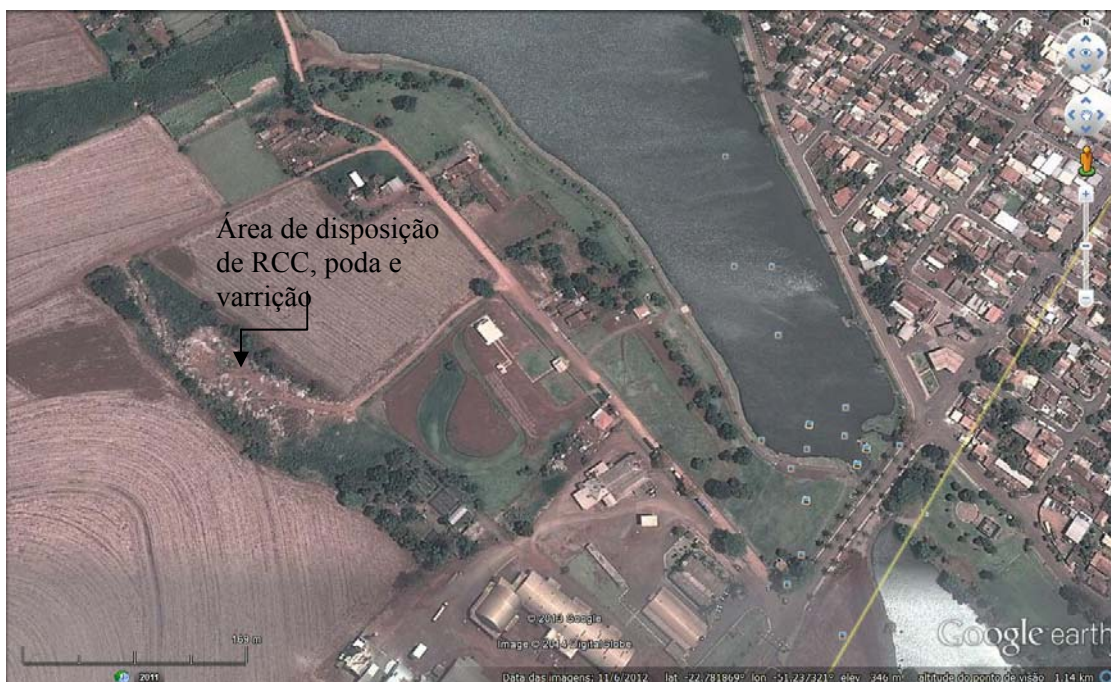 N
Área de disposição
de RCC, poda e
varrição
© 2013 Google
Image © 2014 DigitalGlobe
Google earth
169 m
2011
Data das imagens: 11/6/2012 lat -22.781869° lon -51.237321° elev 346 m altitude do ponto de visão 1.14 km